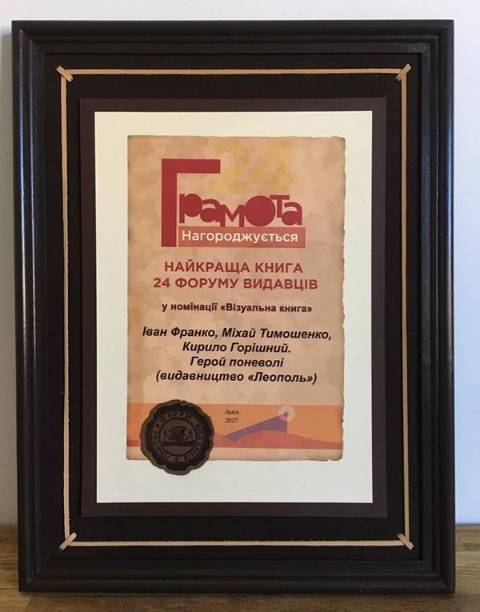 24
Грамота
Нагороджується
НАЙКРАЩА КНИГА
24 ФОРУМУ ВИДАВЦІВ
у номінації «Візуальна книга»
Іван Франко, Міхай Тимошенко,
Кирило Горішний.
Герой поневолі
(видавництво «Леополь»)
Львів
2017